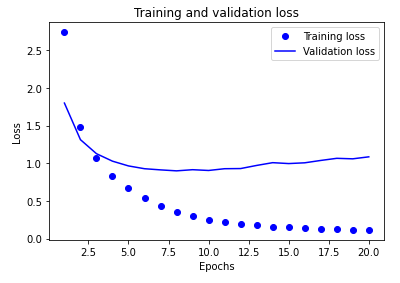 Training and validation loss
Training loss
Validation loss
2.5
2.0
1.5
1.0
0.5
0.0
Loss
2.5 5.0 7.5 10.0 12.5 15.0 17.5 20.0
Epochs